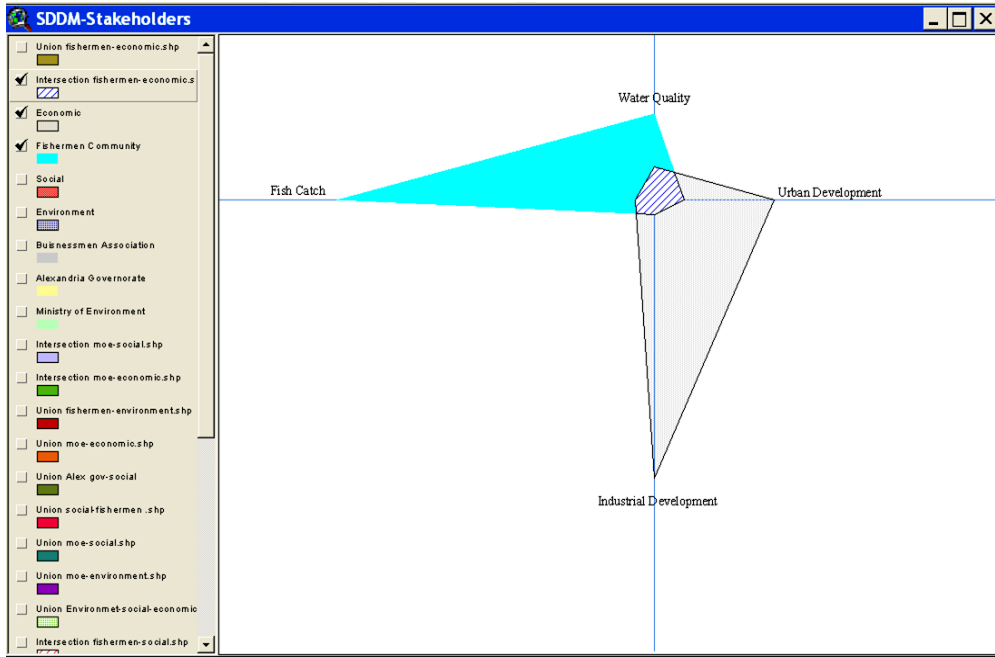 SDDM-Stakeholders
Union fishermen-economic.shp
Intersection fishermen-economic.s
Economic
Fishermen Community
Social
Environment
Buisnessmen Association
Alexandria Governorate
Ministry of Environment
Intersection moe-social.shp
Intersection moe-economic.shp
Union fishermen-environment.shp
Union moe-economic.shp
Union Alex gov-social
Union social-fishermen .shp
Union moe-social.shp
Union moe-environment.shp
Union Environmet-social-economic
Intersection fishermen-social.shp
Water Quality
Fish Catch
Urban Development
Industrial Development